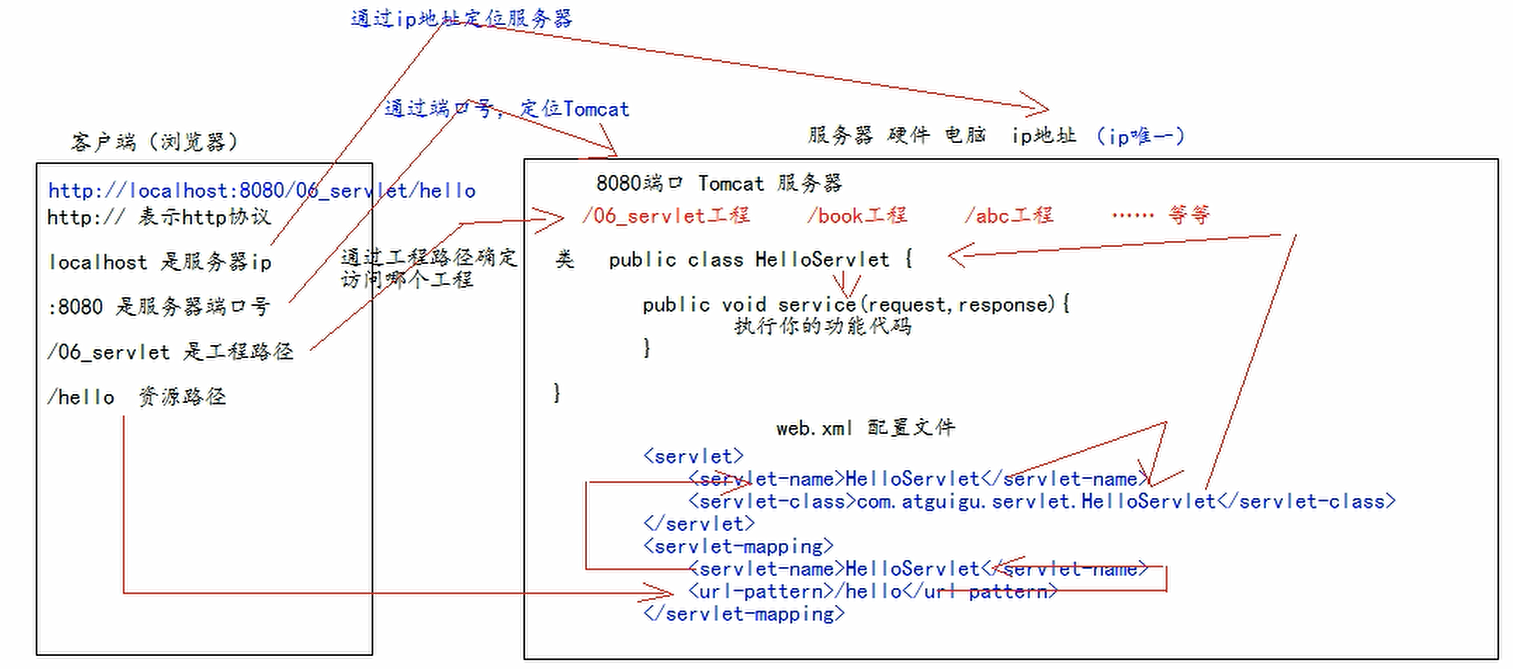 通过ip地址定位服务器
通过端口号，定位Tomcat
客户端（浏览器）
服务器 硬件 电脑 ip地址 （ip唯一）
http://localhost:8080/06_servlet/hello
http:// 表示http协议
localhost 是服务器ip
:8080 是服务器端口号
/06_servlet 是工程路径
/hello 资源路径
通过工程路径确定
访问哪个工程
8080端口 Tomcat 服务器
/06_servlet工程 /book工程 /abc工程 …… 等等
类 public class HelloServlet {
public void service(request,response){
执行你的功能代码
}
}
web.xml 配置文件
<servlet>
<servlet-name>HelloServlet</servlet-name>
<servlet-class>com.atguigu.servlet.HelloServlet</servlet-class>
</servlet>
<servlet-mapping>
<servlet-name>HelloServlet</servlet-name>
<url-pattern>/hello</url-pattern>
</servlet-mapping>